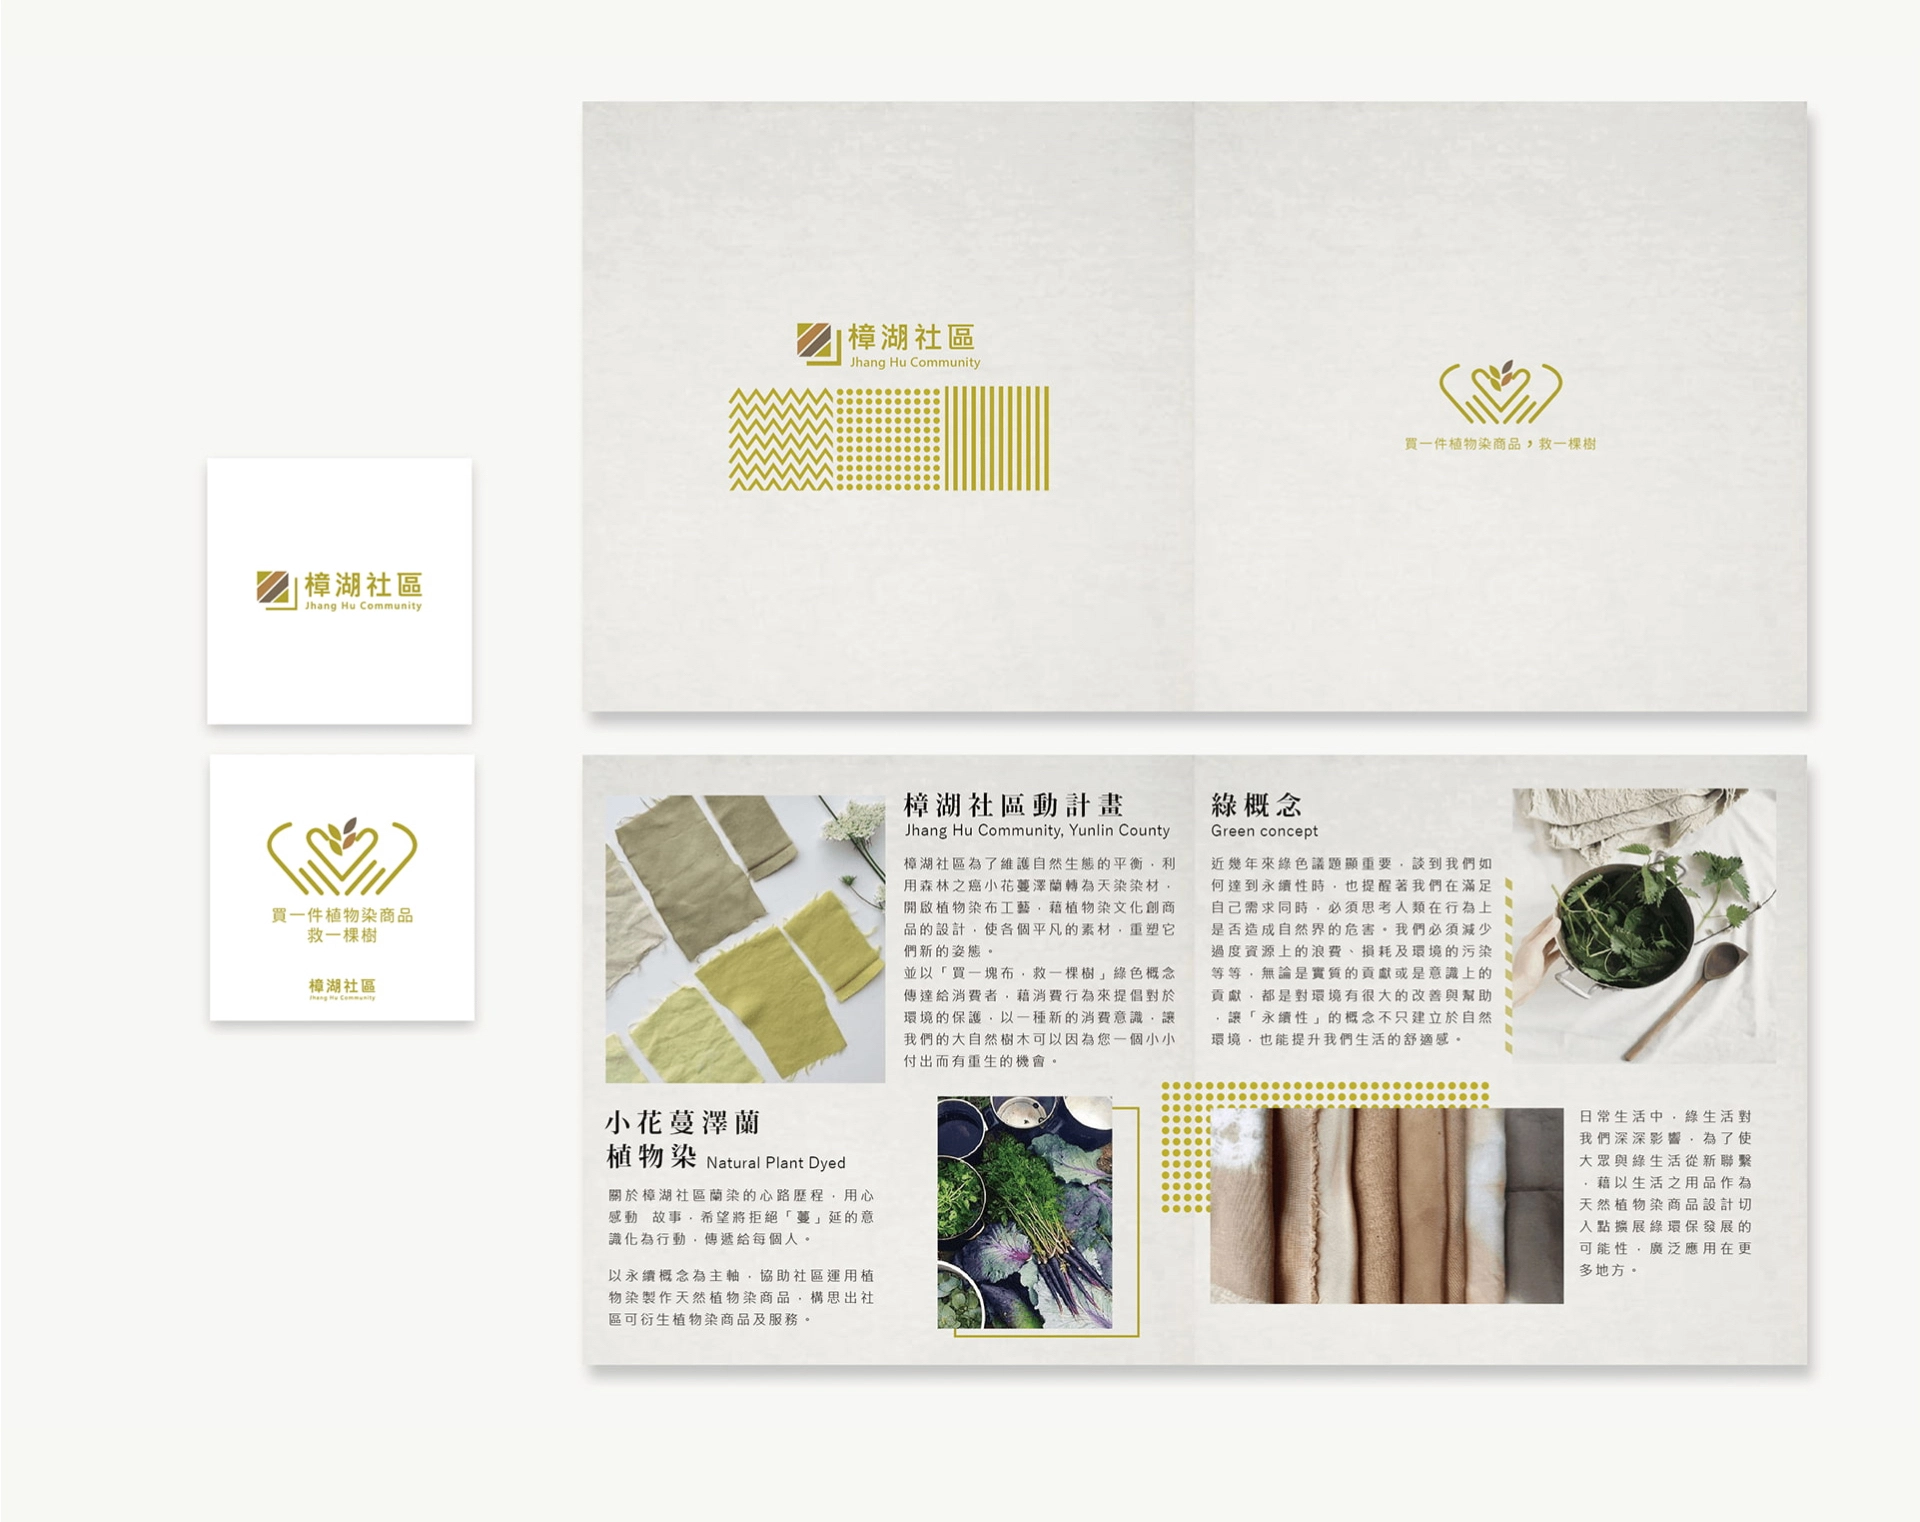 樟湖社區
Jhang Hu Community
買一件植物染商品，救一棵樹
樟湖社區
Jhang Hu Community
買一件植物染商品
救一棵樹
樟湖社區
Jhang Hu Community
樟湖社區動計畫
Jhang Hu Community, Yunlin County
樟湖社區為了維護自然生態的平衡，利
用森林之癌小花蔓澤蘭轉為天染染材，
開啟植物染布工藝，藉植物染文化創商
品的設計，使各個平凡的素材，重塑它
們新的姿態。
並以「買一塊布，救一棵樹」綠色概念
傳達給消費者，藉消費行為來提倡對於
環境的保護，以一種新的消費意識，讓
我們的大自然樹木可以因為您一個小小
付出而有重生的機會。
小花蔓澤蘭
植物染 Natural Plant Dyed
關於樟湖社區蘭染的心路歷程，用心
感動 故事，希望將拒絕「蔓」延的意
識化為行動，傳遞給每個人。
以永續概念為主軸，協助社區運用植
物染製作天然植物染商品，構思出社
區可衍生植物染商品及服務。
綠概念
Green concept
近幾年來綠色議題顯重要，談到我們如
何達到永續性時，也提醒著我們在滿足
自己需求同時，必須思考人類在行為上
是否造成自然界的危害。我們必須減少
過度資源上的浪費、損耗及環境的污染
等等，無論是實質的貢獻或是意識上的
貢獻，都是對環境有很大的改善與幫助
，讓「永續性」的概念不只建立於自然
環境，也能提升我們生活的舒適感。
日常生活中，綠生活對
我們深深影響，為了使
大眾與綠生活從新聯繫
，藉以生活之用品作為
天然植物染商品設計切
入點擴展綠環保發展的
可能性，廣泛應用在更
多地方。